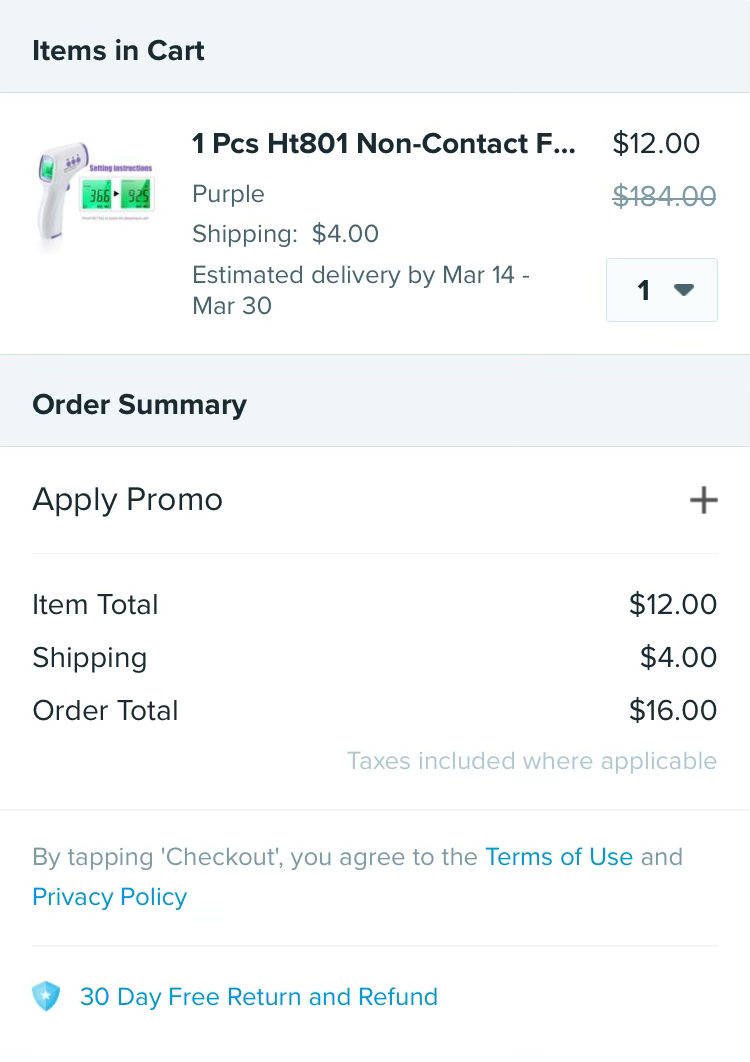 Items in Cart
1 Pcs Ht801 Non-Contact F...
$12.00
Purple
$184.00
Shipping: $4.00
Estimated delivery by Mar 14 -
Mar 30
1
Setting instructions
36.6
92.5
Order Summary
Apply Promo
+
Item Total
$12.00
Shipping
$4.00
Order Total
$16.00
Taxes included where applicable
By tapping 'Checkout', you agree to the Terms of Use and
Privacy Policy
30 Day Free Return and Refund